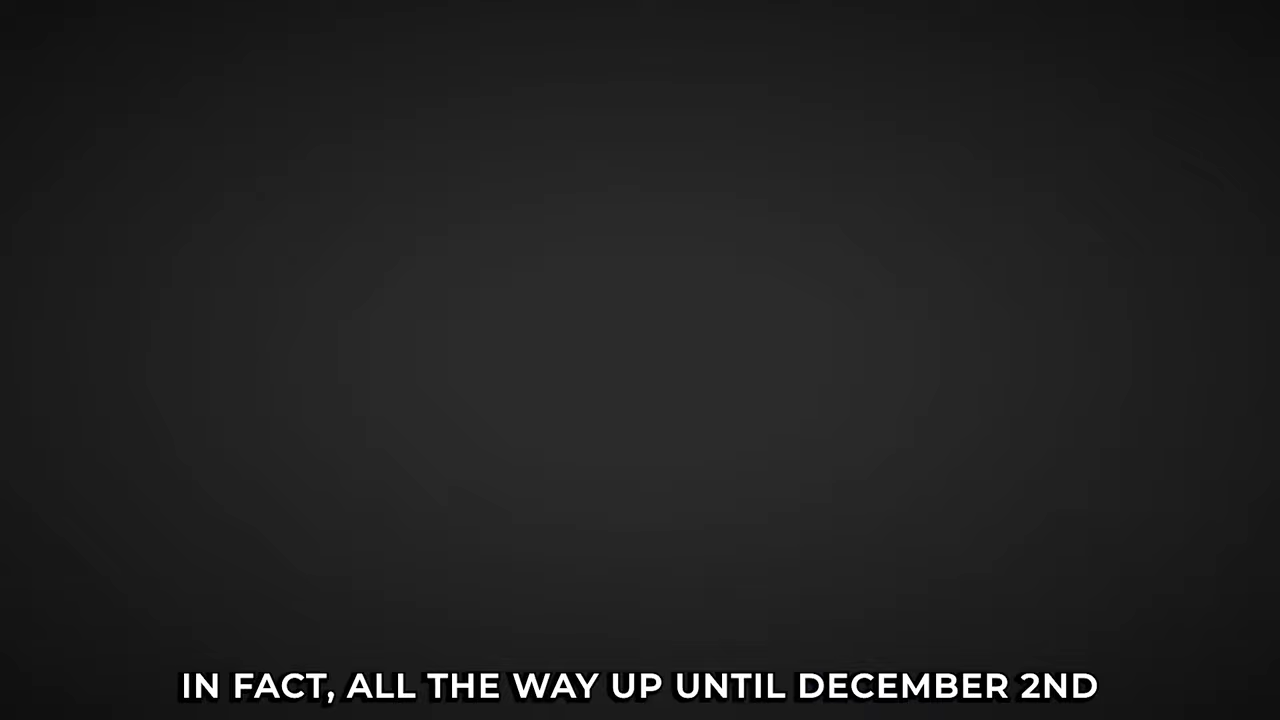 IN FACT, ALL THE WAY UP UNTIL DECEMBER 2ND